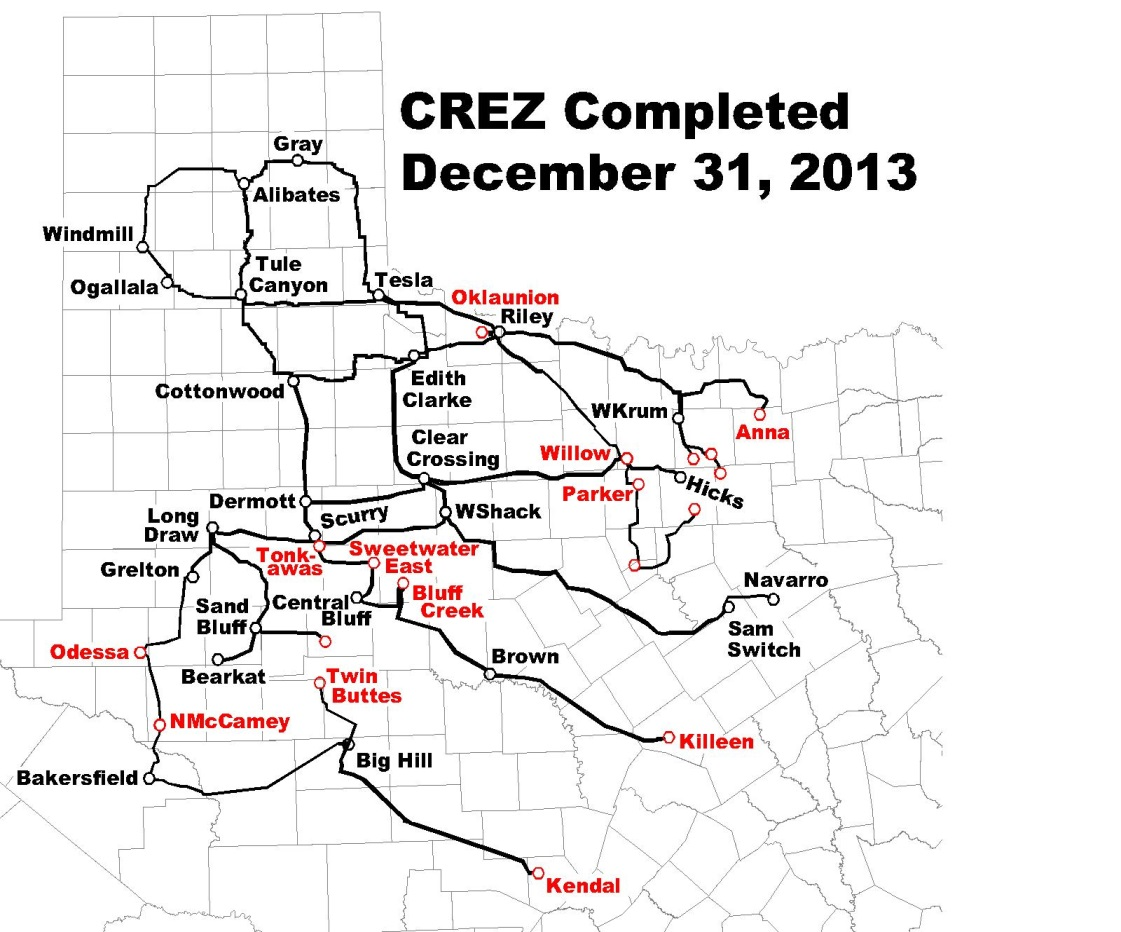 CREZ Completed
December 31, 2013
Gray
Alibates
Windmill
Tule
Canyon
Ogallala
Tesla
Oklaunion
Riley
Edith
Clarke
Cottonwood
WKrum
Anna
Clear
Crossing
Willow
Parker
Hicks
Dermott
Scurry
WShack
Long
Draw
Tonk-
awas
Sweetwater
East
Grelton
Bluff
Creek
Central
Bluff
Sand
Bluff
Navarro
Sam
Switch
Odessa
Bearkat
Brown
Twin
Buttes
NMcCamey
Killeen
Big Hill
Bakersfield
Kendal